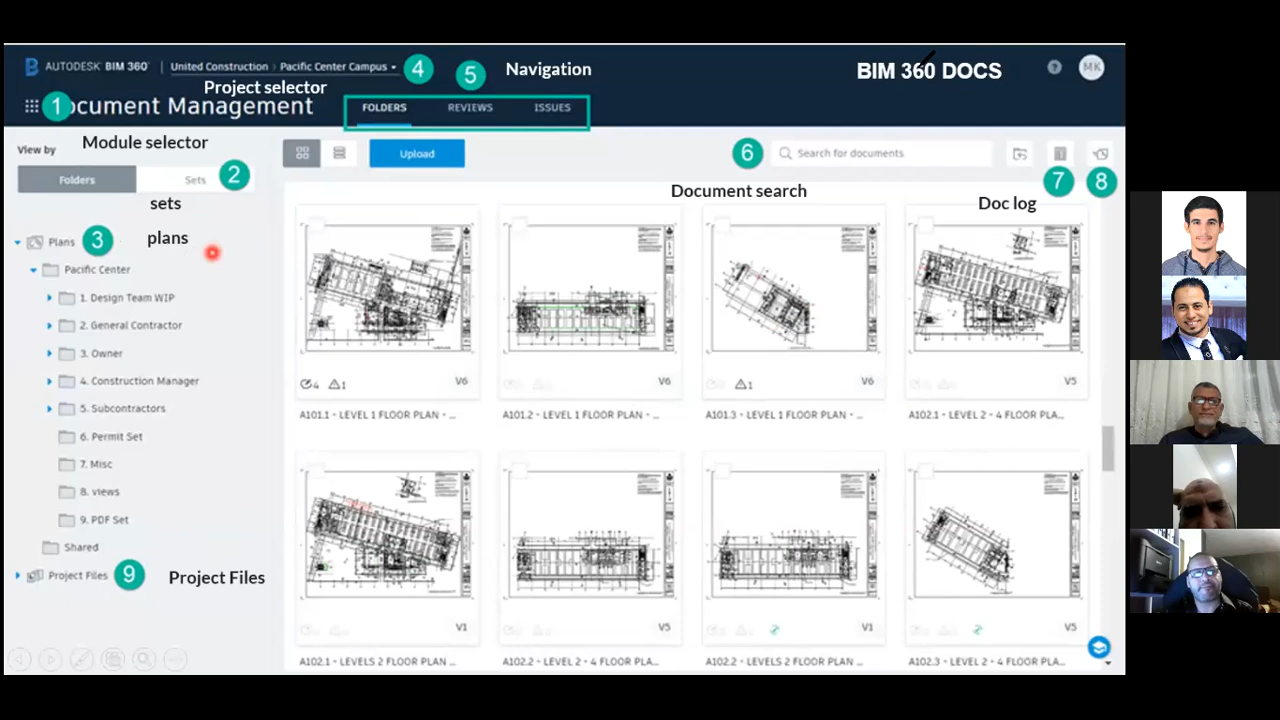 AUTODESK® BIM 360™ United Construction > Pacific Center Campus 4 5 Navigation BIM 360 DOCS ? MK
Project selector
1 ocument Management FOLDERS REVIEWS ISSUES
View by Module selector
Folders Sets 2 Upload 6 Search for documents 7 8
sets Document search Doc log
Plans 3 plans
Pacific Center
1. Design Team WIP
2. General Contractor
3. Owner
4. Construction Manager
5. Subcontractors
6. Permit Set
7. Misc
8. views
9. PDF Set
Shared
Project Files 9 Project Files
4 1 V6
A101.1 - LEVEL 1 FLOOR PLAN - ...
V6
A101.2 - LEVEL 1 FLOOR PLAN - ...
1 V6
A101.3 - LEVEL 1 FLOOR PLAN - ...
V5
A102.1 - LEVEL 2 - 4 FLOOR PLA...
V1
A102.1 - LEVELS 2 FLOOR PLAN ...
V5
A102.2 - LEVEL 2 - 4 FLOOR PLA...
V1
A102.2 - LEVELS 2 FLOOR PLAN ...
V5
A102.3 - LEVEL 2 - 4 FLOOR PLA...